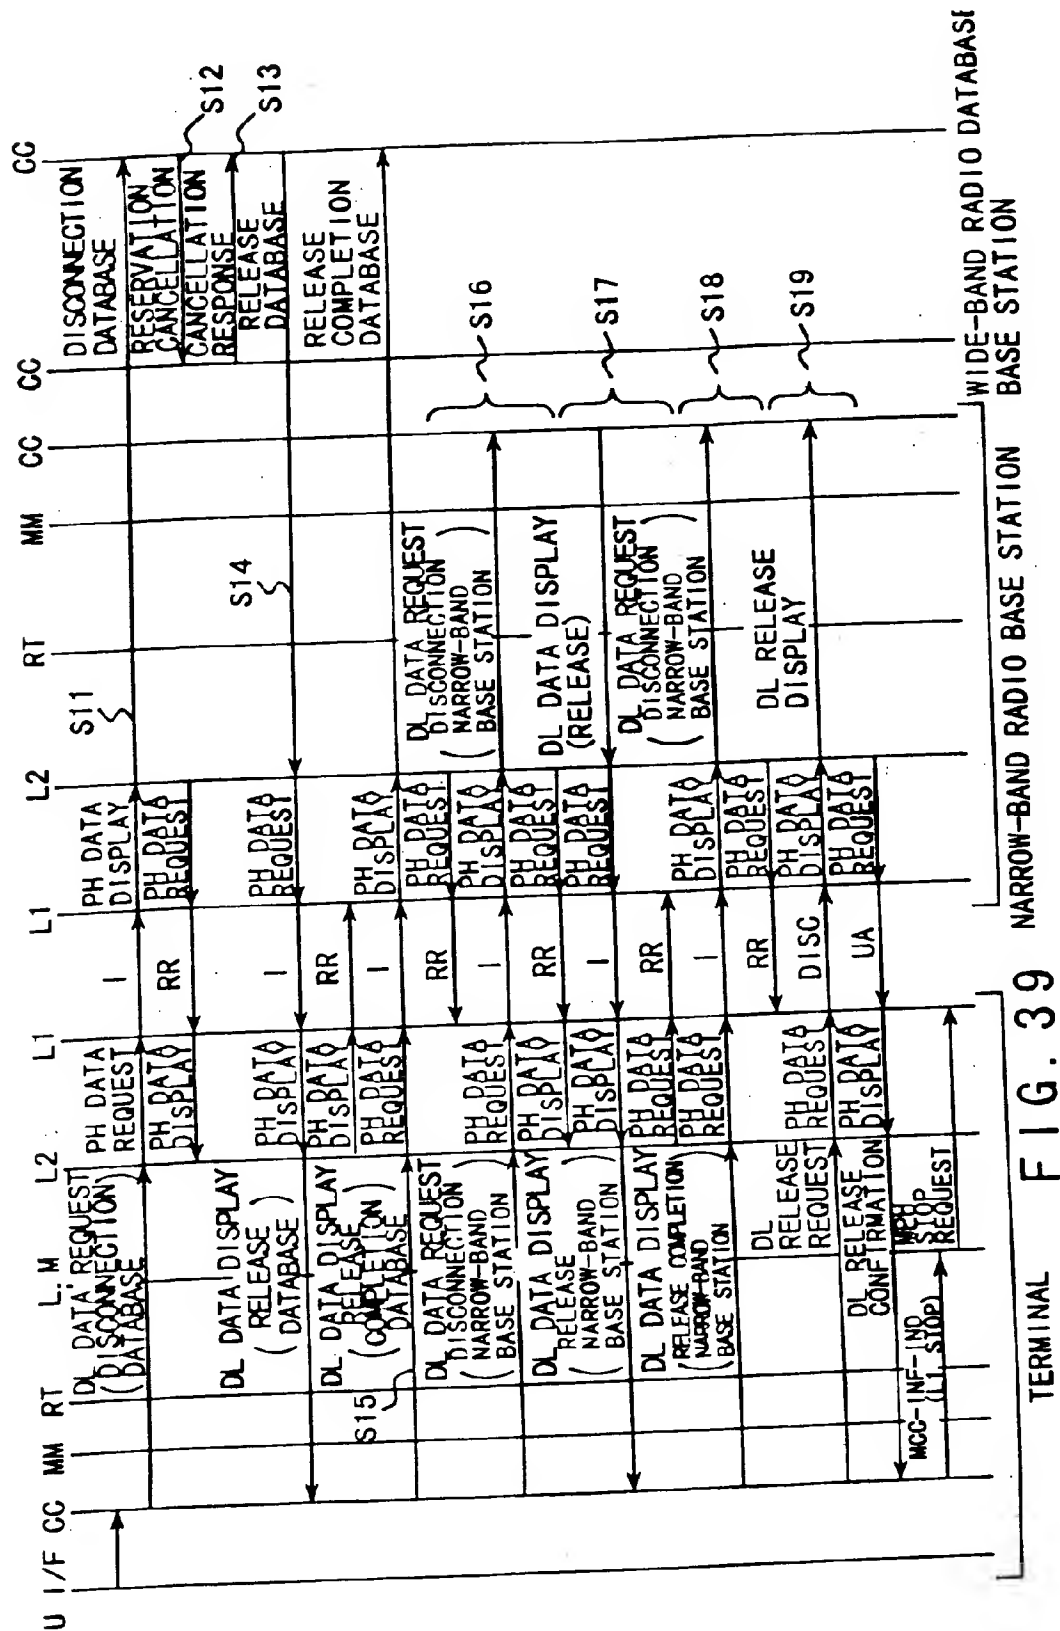 U I/F CC MM RT L2M L2 L1 L1 L2 RT MM CC CC CC
DL DATA REQUEST
(DISCONNECTION)
DATABASE
PH DATA
REQUEST
I
PH DATA
DISPLAY
S11
DISCONNECTION
DATABASE
PH DATA
DISPLAY
RR
PH DATA
REQUEST
RESERVATION
CANCELLATION
S12
CANCELLATION
RESPONSE
S13
RELEASE
DATABASE
S14
PH DATA
REQUEST
I
PH DATA
DISPLAY
DL DATA DISPLAY
(RELEASE
DATABASE)
PH DATA
DISPLAY
RR
DL DATA DISPLAY
RELEASE
(COMPLETION)
DATABASE
S15
PH DATA
REQUEST
I
PH DATA
DISPLAY
RELEASE
COMPLETION
DATABASE
RR
PH DATA
REQUEST
DL DATA REQUEST
DISCONNECTION
(NARROW-BAND
BASE STATION)
PH DATA
REQUEST
I
PH DATA
DISPLAY
DL DATA REQUEST
DISCONNECTION
(NARROW-BAND
BASE STATION)
S16
DL DATA DISPLAY
RELEASE
(NARROW-BAND
BASE STATION)
PH DATA
DISPLAY
RR
PH DATA
REQUEST
DL DATA DISPLAY
(RELEASE)
S17
PH DATA
DISPLAY
I
PH DATA
REQUEST
DL DATA DISPLAY
RELEASE COMPLETION
(NARROW-BAND
BASE STATION)
PH DATA
REQUEST
RR
PH DATA
REQUEST
I
PH DATA
DISPLAY
DL DATA REQUEST
DISCONNECTION
(NARROW-BAND
BASE STATION)
S18
RR
PH DATA
REQUEST
DL
RELEASE
REQUEST
PH DATA
REQUEST
DISC
PH DATA
DISPLAY
DL RELEASE
DISPLAY
S19
DL RELEASE
CONFIRMATION
PH DATA
DISPLAY
UA
PH DATA
REQUEST
MCC-INF-IND
(L1 STOP)
MPH
STOP
REQUEST
TERMINAL
NARROW-BAND RADIO BASE STATION
WIDE-BAND RADIO DATABASE
BASE STATION
FIG. 39